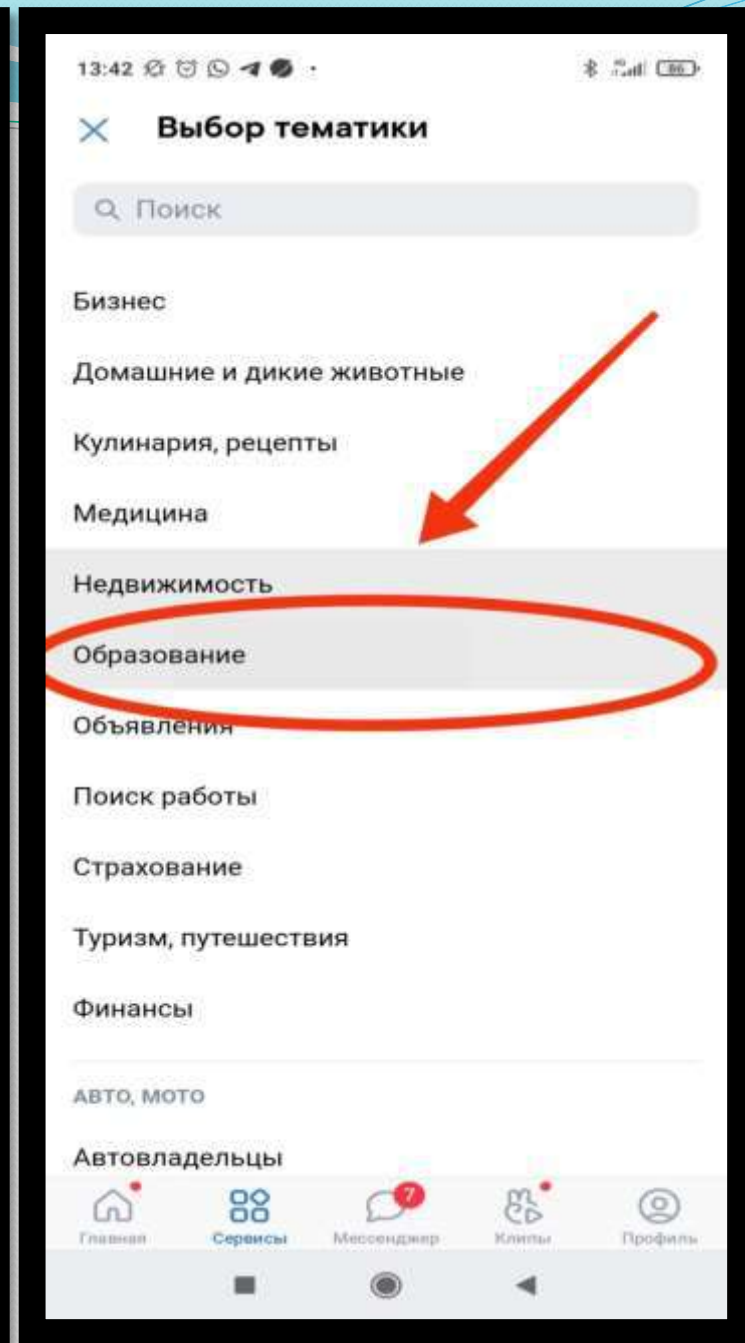 13:42
86
Выбор тематики
Поиск
Бизнес
Домашние и дикие животные
Кулинария, рецепты
Медицина
Недвижимость
Образование
Объявления
Поиск работы
Страхование
Туризм, путешествия
Финансы
АВТО, МОТО
Автовладельцы
7
Главная Сервисы Мессенджер Клипы Профиль